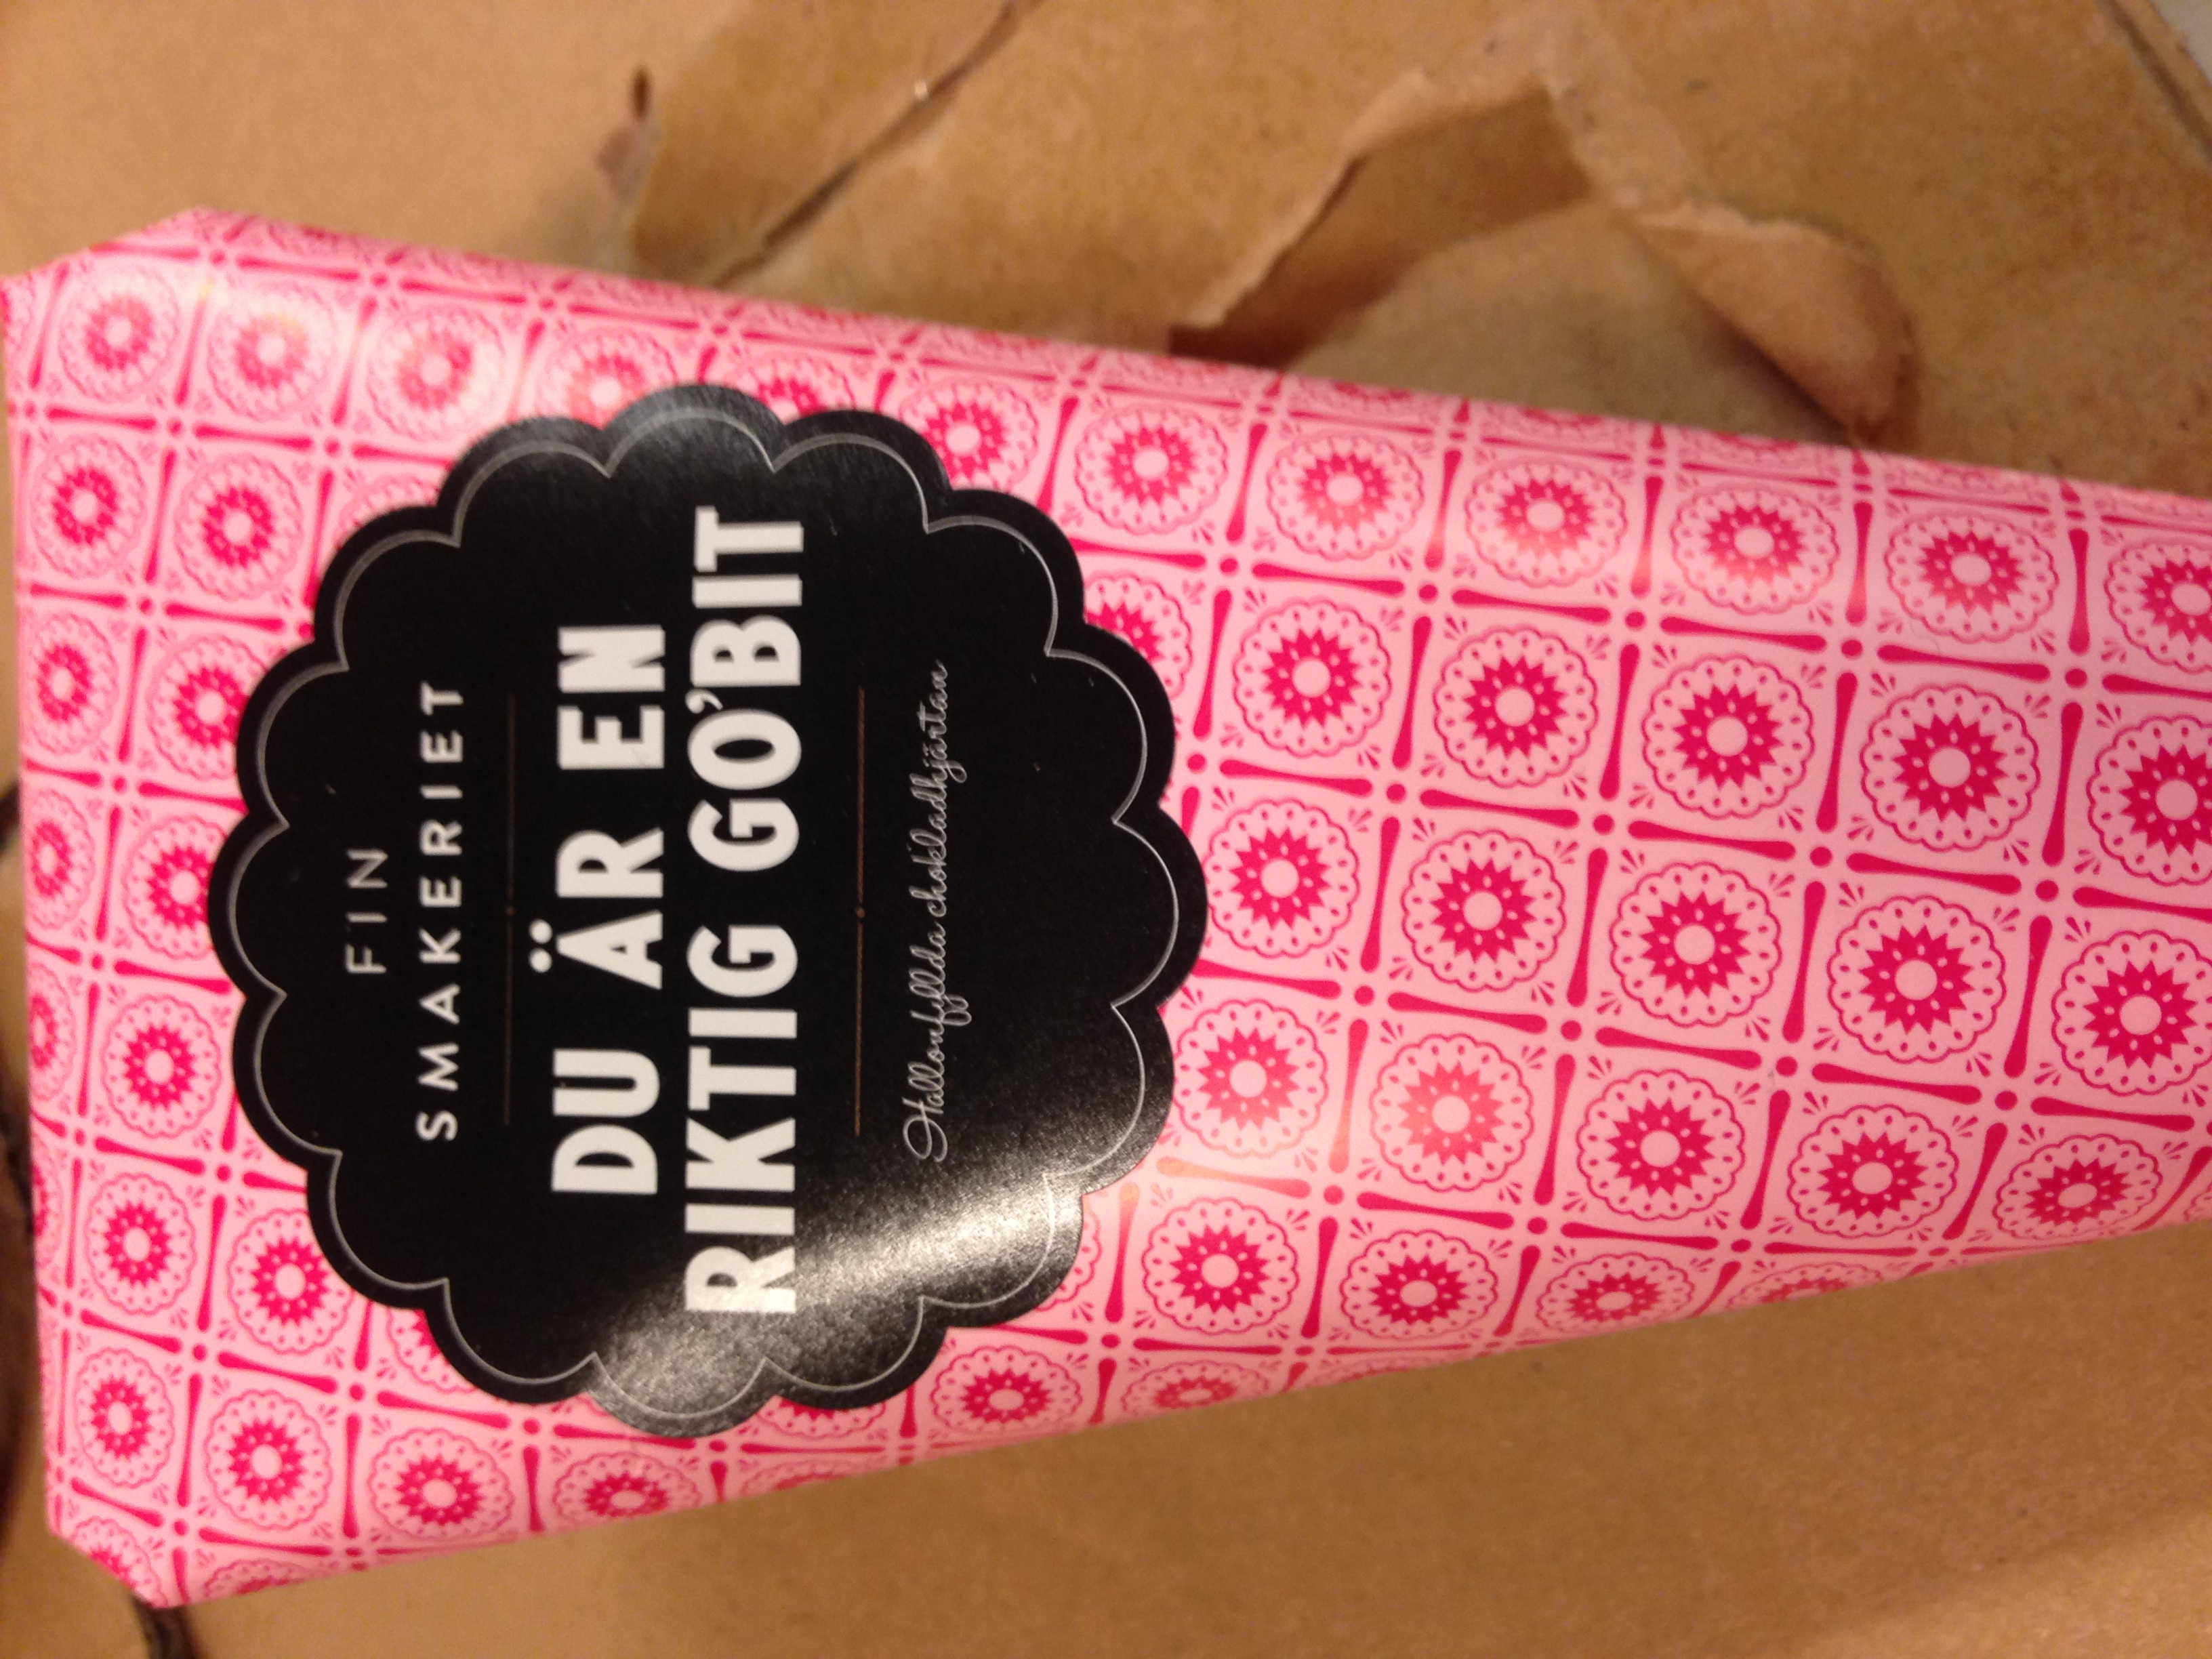 FIN
SMAKERIET
DU ÄR EN
RIKTIG GO'BIT
Hallonfyllda chokladhjärtan